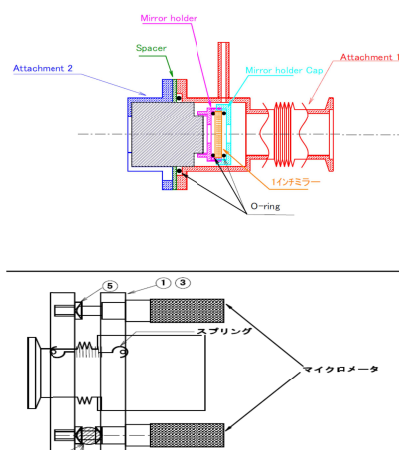 Mirror holder
Spacer
Attachment 1
Attachment 2
Mirror holder Cap
1インチミラー
O-ring
⑤
① ③
スプリング
マイクロメータ